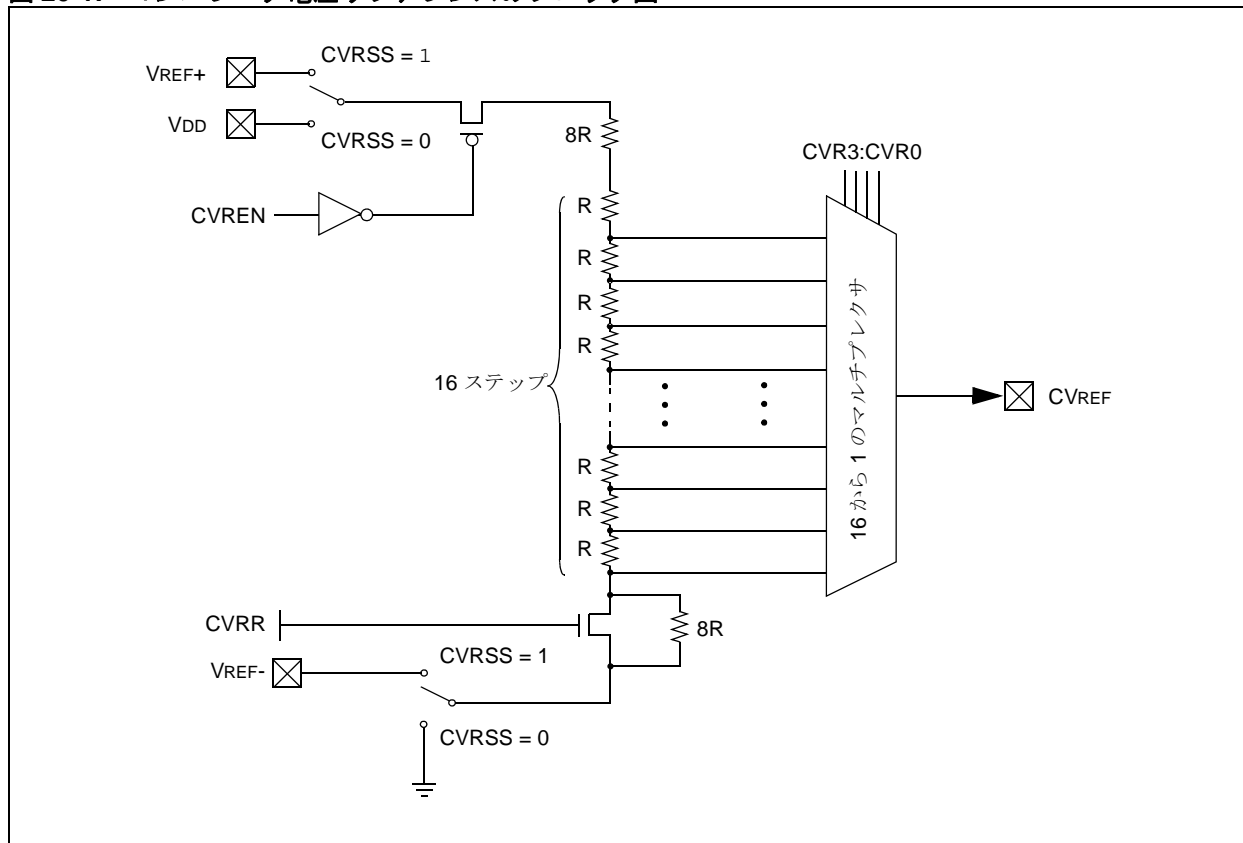 CVRSS = 1
VREF+
VDD
CVRSS = 0
8R
CVR3:CVR0
CVREN
R
R
R
R
16 ステップ
16 から 1 のマルチプレクサ
CVREF
R
R
R
CVRR
8R
CVRSS = 1
VREF-
CVRSS = 0